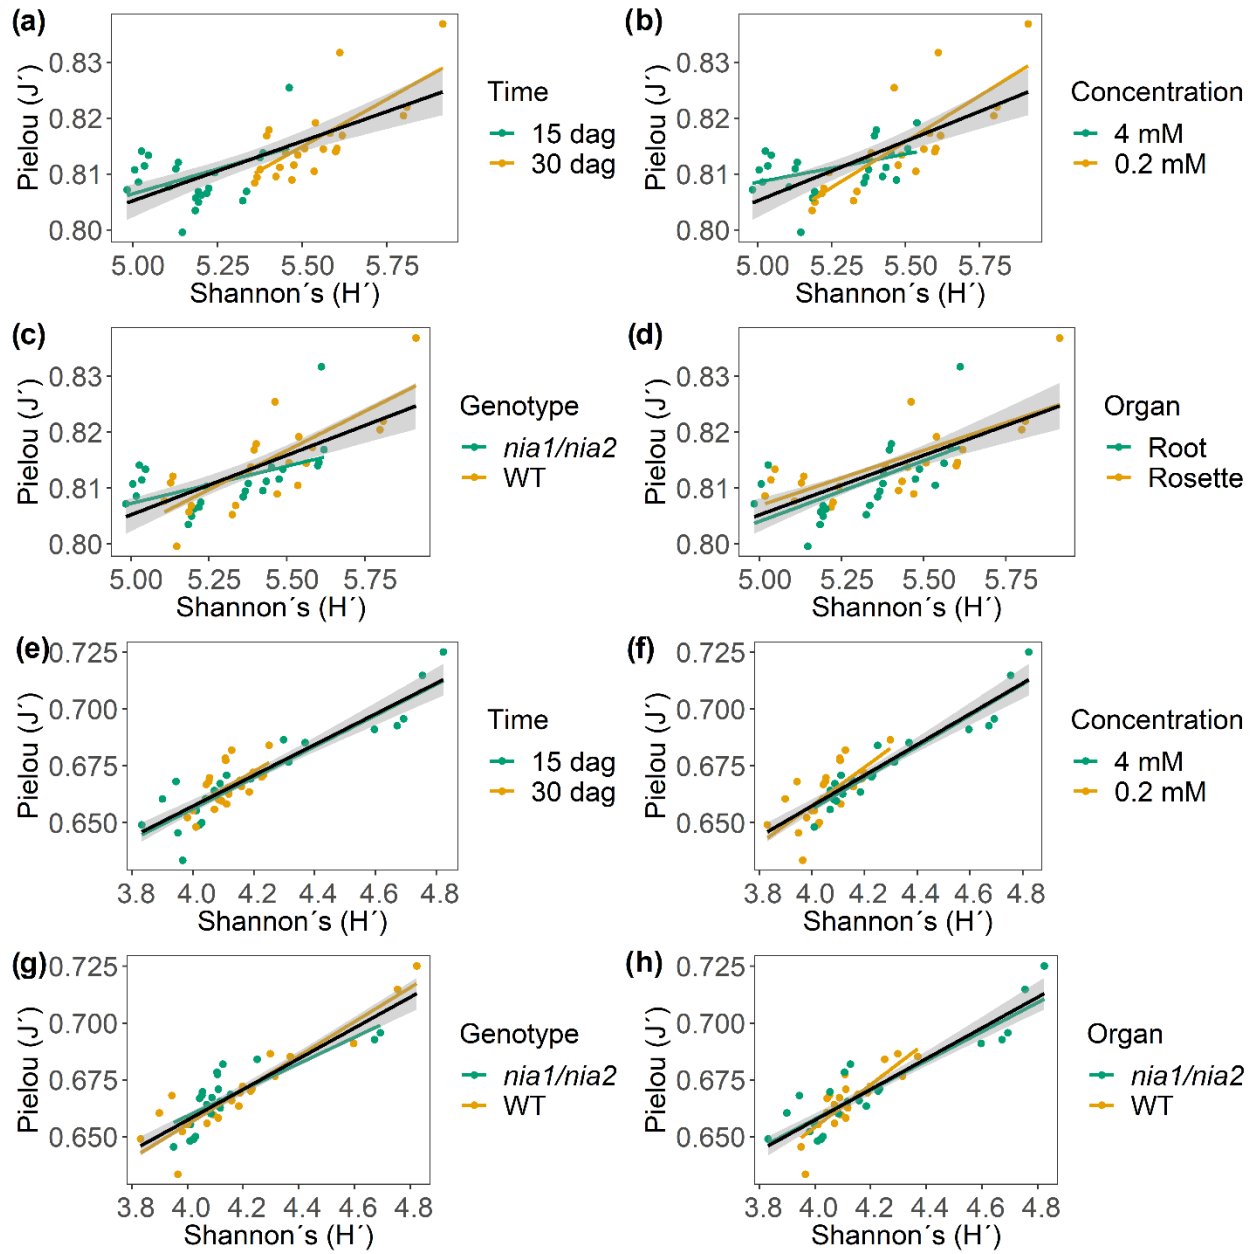 (a)
Pielou (J´)
0.83
0.82
0.81
0.80
5.00 5.25 5.50 5.75
Shannon´s (H´)
Time
15 dag
30 dag
(b)
Pielou (J´)
0.83
0.82
0.81
0.80
5.00 5.25 5.50 5.75
Shannon´s (H´)
Concentration
4 mM
0.2 mM
(c)
Pielou (J´)
0.83
0.82
0.81
0.80
5.00 5.25 5.50 5.75
Shannon´s (H´)
Genotype
nia1/nia2
WT
(d)
Pielou (J´)
0.83
0.82
0.81
0.80
5.00 5.25 5.50 5.75
Shannon´s (H´)
Organ
Root
Rosette
(e)
Pielou (J´)
0.725
0.700
0.675
0.650
3.8 4.0 4.2 4.4 4.6 4.8
Shannon´s (H´)
Time
15 dag
30 dag
(f)
Pielou (J´)
0.725
0.700
0.675
0.650
3.8 4.0 4.2 4.4 4.6 4.8
Shannon´s (H´)
Concentration
4 mM
0.2 mM
(g)
Pielou (J´)
0.725
0.700
0.675
0.650
3.8 4.0 4.2 4.4 4.6 4.8
Shannon´s (H´)
Genotype
nia1/nia2
WT
(h)
Pielou (J´)
0.725
0.700
0.675
0.650
3.8 4.0 4.2 4.4 4.6 4.8
Shannon´s (H´)
Organ
nia1/nia2
WT